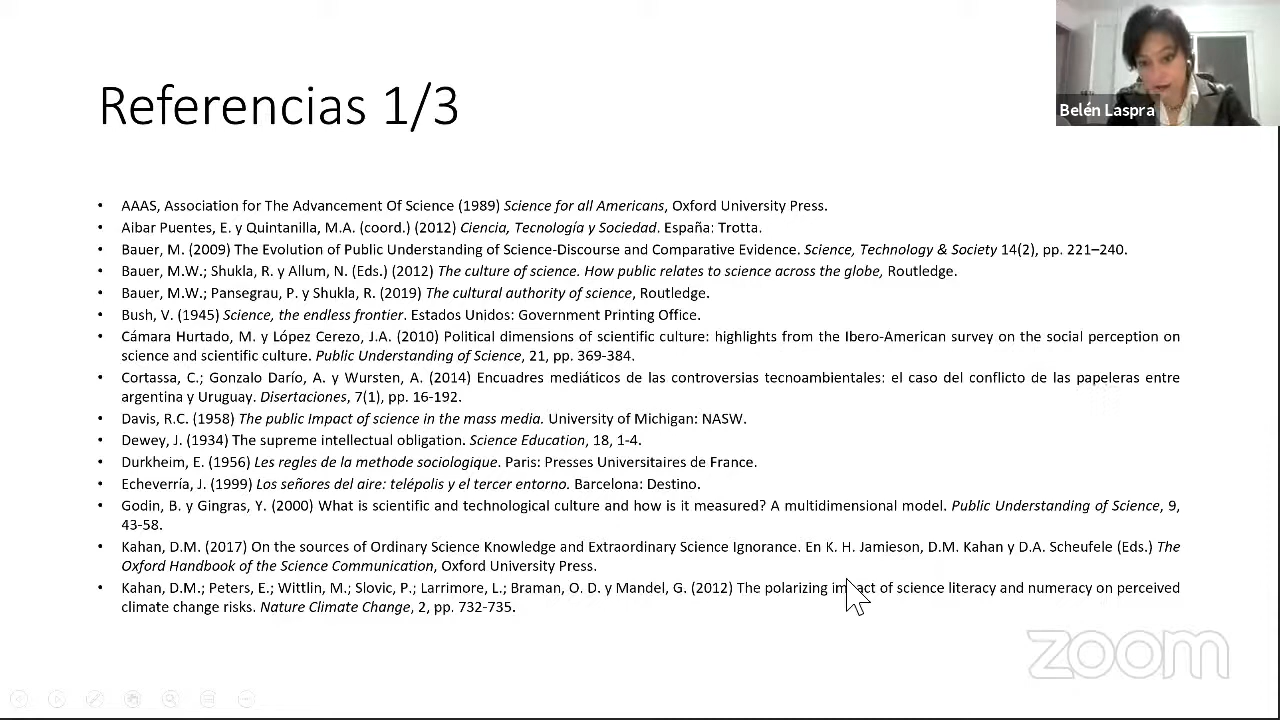 Belén Laspra
Referencias 1/3
• AAAS, Association for The Advancement Of Science (1989) Science for all Americans, Oxford University Press.
• Aibar Puentes, E. y Quintanilla, M.A. (coord.) (2012) Ciencia, Tecnología y Sociedad. España: Trotta.
• Bauer, M. (2009) The Evolution of Public Understanding of Science-Discourse and Comparative Evidence. Science, Technology & Society 14(2), pp. 221–240.
• Bauer, M.W.; Shukla, R. y Allum, N. (Eds.) (2012) The culture of science. How public relates to science across the globe, Routledge.
• Bauer, M.W.; Pansegrau, P. y Shukla, R. (2019) The cultural authority of science, Routledge.
• Bush, V. (1945) Science, the endless frontier. Estados Unidos: Government Printing Office.
• Cámara Hurtado, M. y López Cerezo, J.A. (2010) Political dimensions of scientific culture: highlights from the Ibero-American survey on the social perception on
science and scientific culture. Public Understanding of Science, 21, pp. 369-384.
• Cortassa, C.; Gonzalo Darío, A. y Wursten, A. (2014) Encuadres mediáticos de las controversias tecnoambientales: el caso del conflicto de las papeleras entre
argentina y Uruguay. Disertaciones, 7(1), pp. 16-192.
• Davis, R.C. (1958) The public Impact of science in the mass media. University of Michigan: NASW.
• Dewey, J. (1934) The supreme intellectual obligation. Science Education, 18, 1-4.
• Durkheim, E. (1956) Les regles de la methode sociologique. Paris: Presses Universitaires de France.
• Echeverría, J. (1999) Los señores del aire: telépolis y el tercer entorno. Barcelona: Destino.
• Godin, B. y Gingras, Y. (2000) What is scientific and technological culture and how is it measured? A multidimensional model. Public Understanding of Science, 9,
43-58.
• Kahan, D.M. (2017) On the sources of Ordinary Science Knowledge and Extraordinary Science Ignorance. En K. H. Jamieson, D.M. Kahan y D.A. Scheufele (Eds.) The
Oxford Handbook of the Science Communication, Oxford University Press.
• Kahan, D.M.; Peters, E.; Wittlin, M.; Slovic, P.; Larrimore, L.; Braman, O. D. y Mandel, G. (2012) The polarizing impact of science literacy and numeracy on perceived
climate change risks. Nature Climate Change, 2, pp. 732-735.
zoom